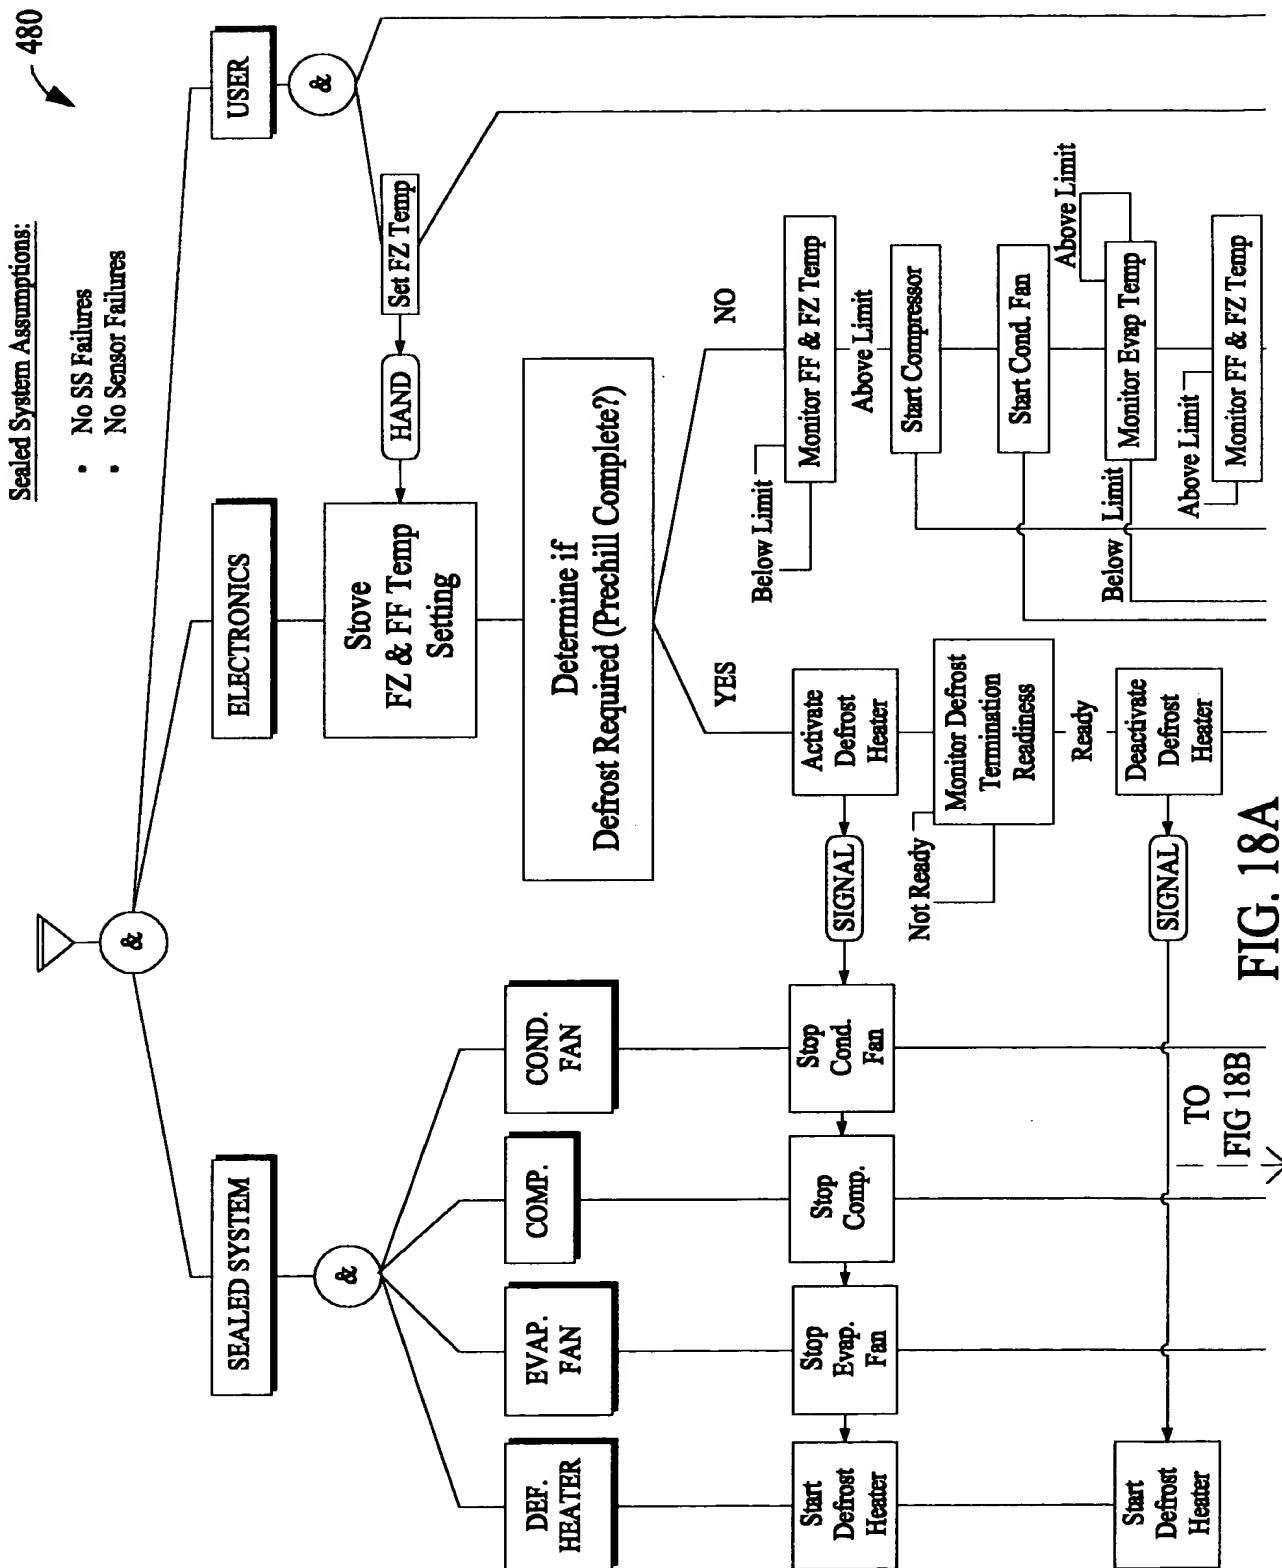 480
Sealed System Assumptions:
• No SS Failures
• No Sensor Failures
&
SEALED SYSTEM
ELECTRONICS
USER
&
&
Set FZ Temp
HAND
Stove
FZ & FF Temp
Setting
DEF.
HEATER
EVAP.
FAN
COMP.
COND.
FAN
Determine if
Defrost Required (Prechill Complete?)
YES
NO
Start
Defrost
Heater
Stop
Evap.
Fan
Stop
Comp.
Stop
Cond.
Fan
SIGNAL
Activate
Defrost
Heater
Below Limit
Monitor FF & FZ Temp
Above Limit
Start Compressor
Not Ready
Monitor Defrost
Termination
Readiness
Ready
Start Cond. Fan
Above Limit
Monitor Evap Temp
Below Limit
Start
Defrost
Heater
SIGNAL
Deactivate
Defrost
Heater
Above Limit
Monitor FF & FZ Temp
TO
FIG 18B
FIG. 18A